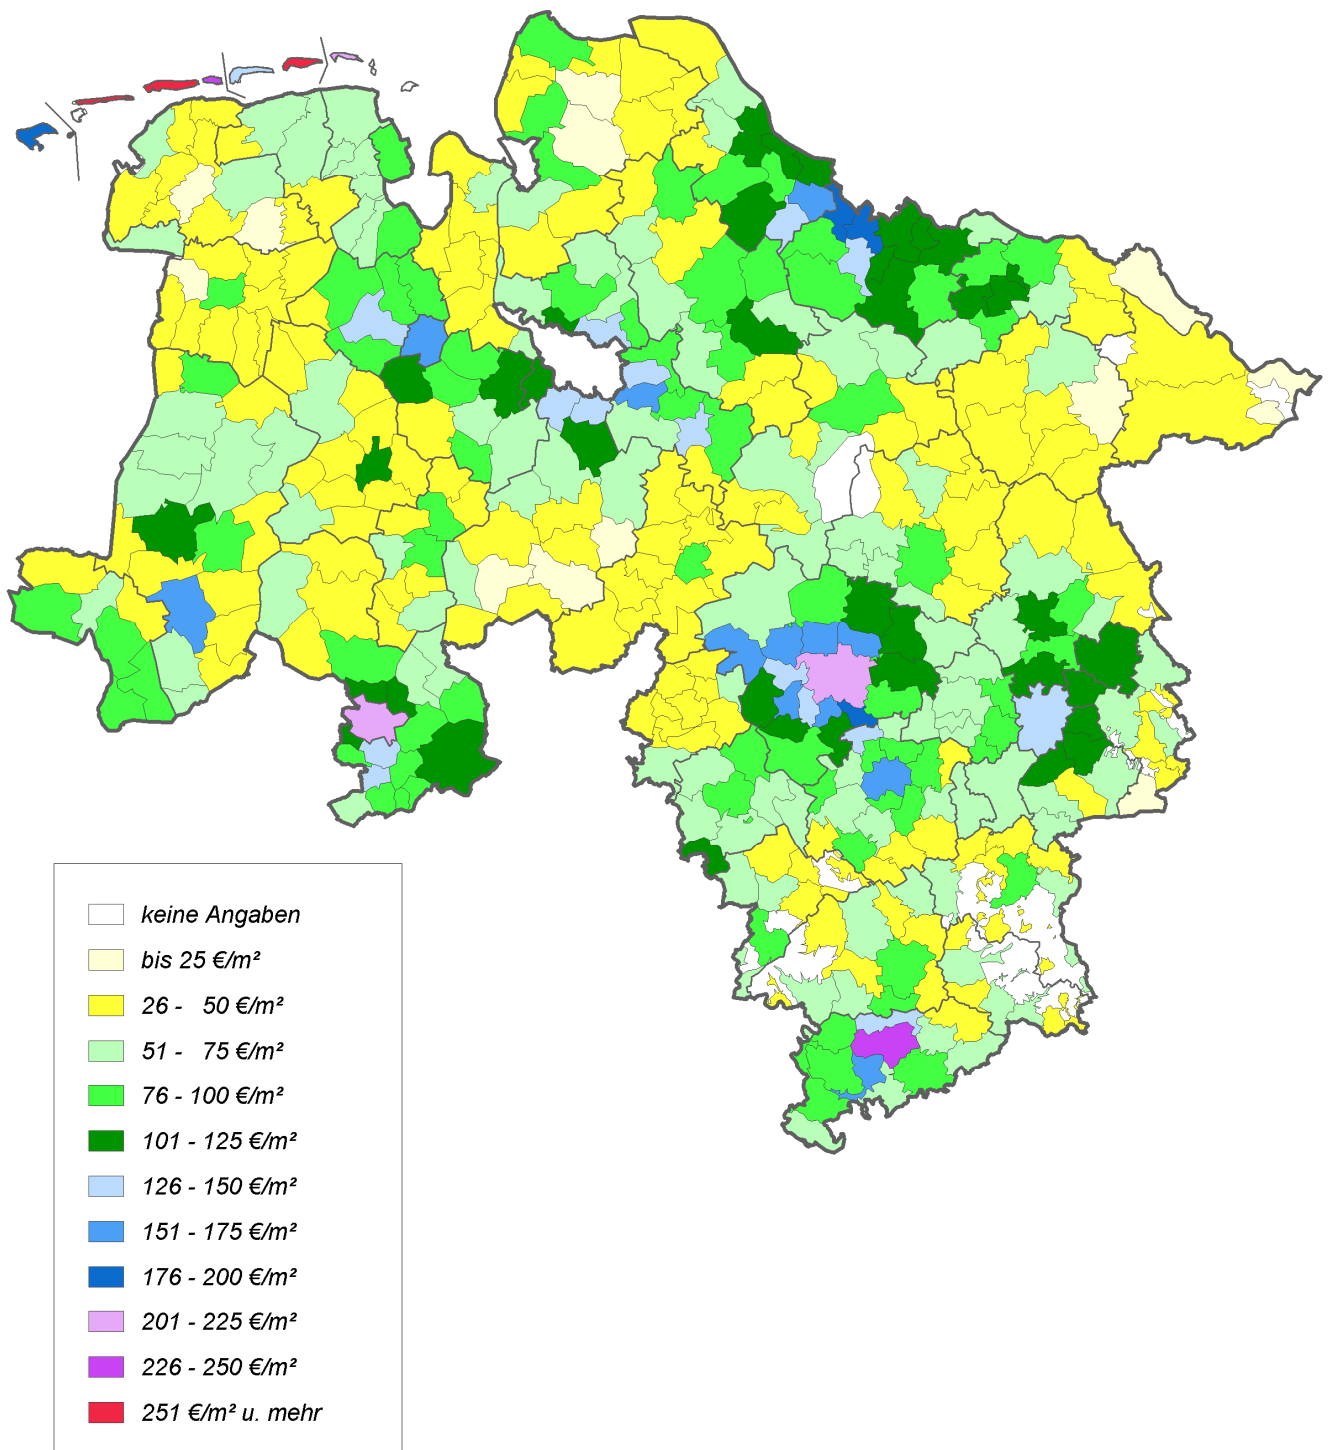 keine Angaben
bis 25 €/m²
26 - 50 €/m²
51 - 75 €/m²
76 - 100 €/m²
101 - 125 €/m²
126 - 150 €/m²
151 - 175 €/m²
176 - 200 €/m²
201 - 225 €/m²
226 - 250 €/m²
251 €/m² u. mehr